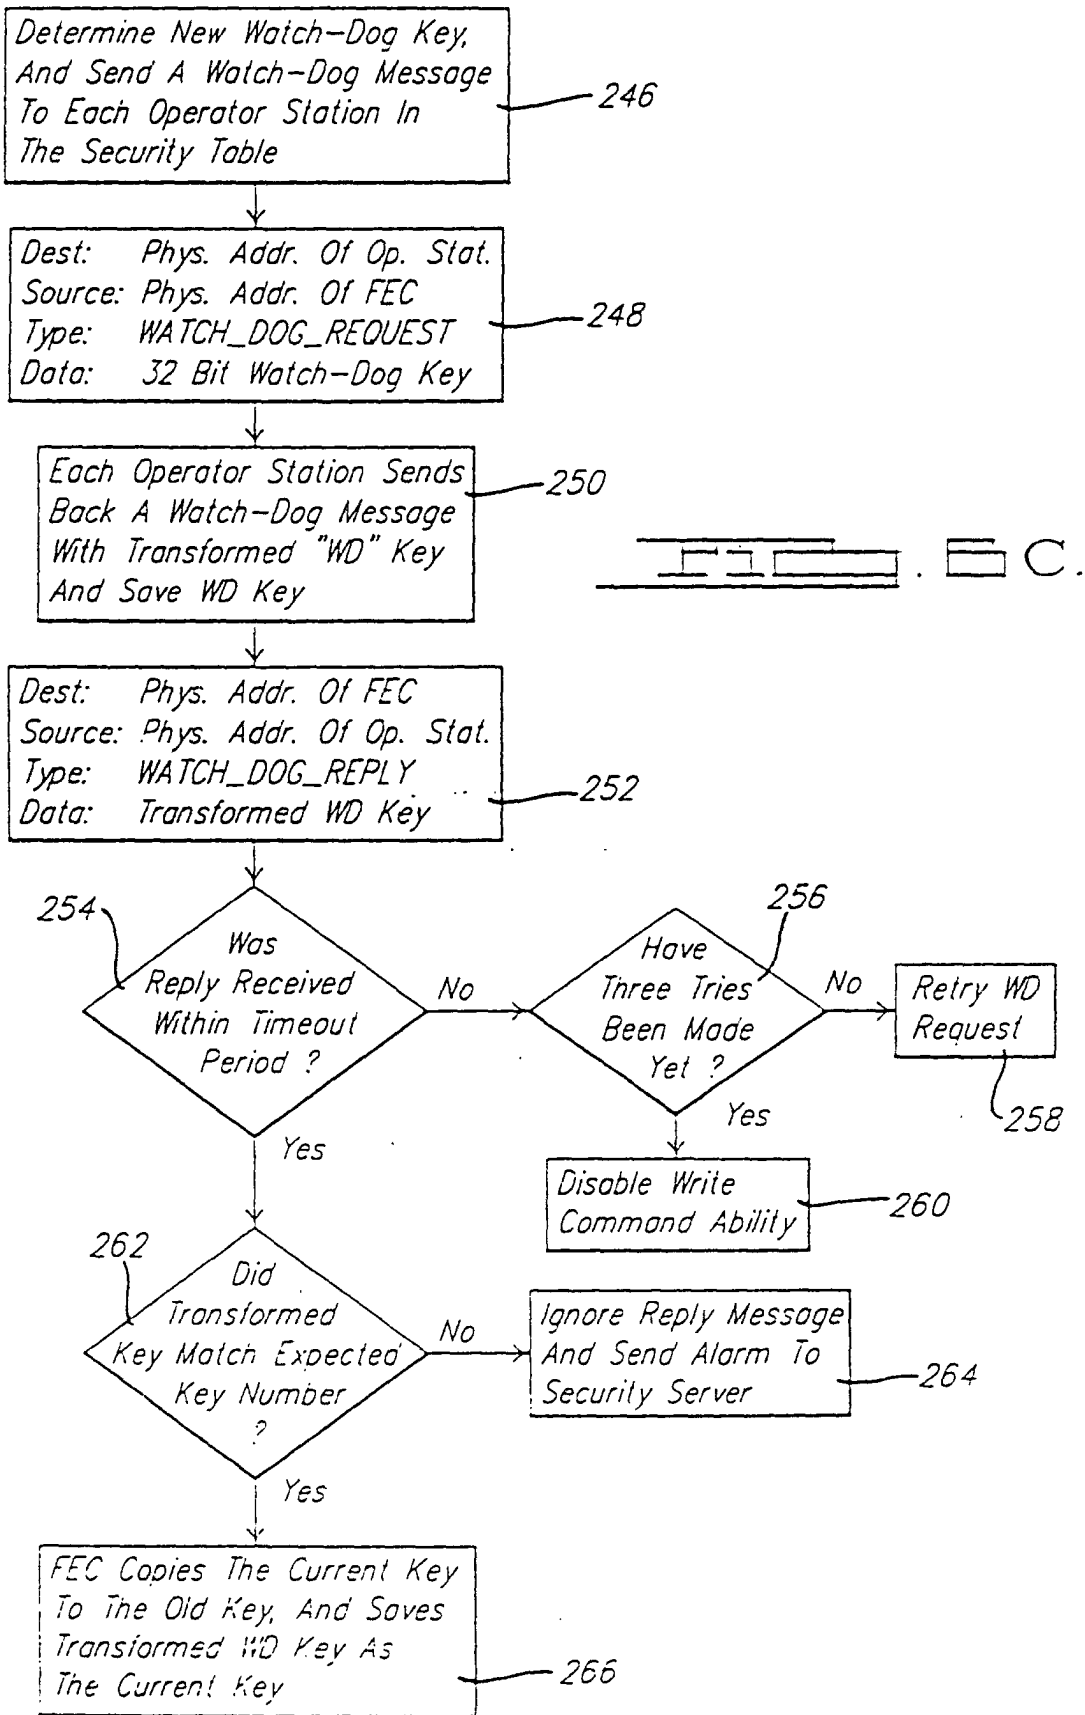 Determine New Watch-Dog Key,
And Send A Watch-Dog Message
To Each Operator Station In
The Security Table
246
Dest: Phys. Addr. Of Op. Stat.
Source: Phys. Addr. Of FEC
Type: WATCH_DOG_REQUEST
Data: 32 Bit Watch-Dog Key
248
Each Operator Station Sends
Back A Watch-Dog Message
With Transformed "WD" Key
And Save WD Key
250
FIG. 6C.
Dest: Phys. Addr. Of FEC
Source: Phys. Addr. Of Op. Stat.
Type: WATCH_DOG_REPLY
Data: Transformed WD Key
252
254
Was
Reply Received
Within Timeout
Period ?
No
Yes
256
Have
Three Tries
Been Made
Yet ?
No
Yes
Retry WD
Request
258
Disable Write
Command Ability
260
262
Did
Transformed
Key Match Expected
Key Number
?
No
Yes
Ignore Reply Message
And Send Alarm To
Security Server
264
FEC Copies The Current Key
To The Old Key, And Saves
Transformed WD Key As
The Current Key
266